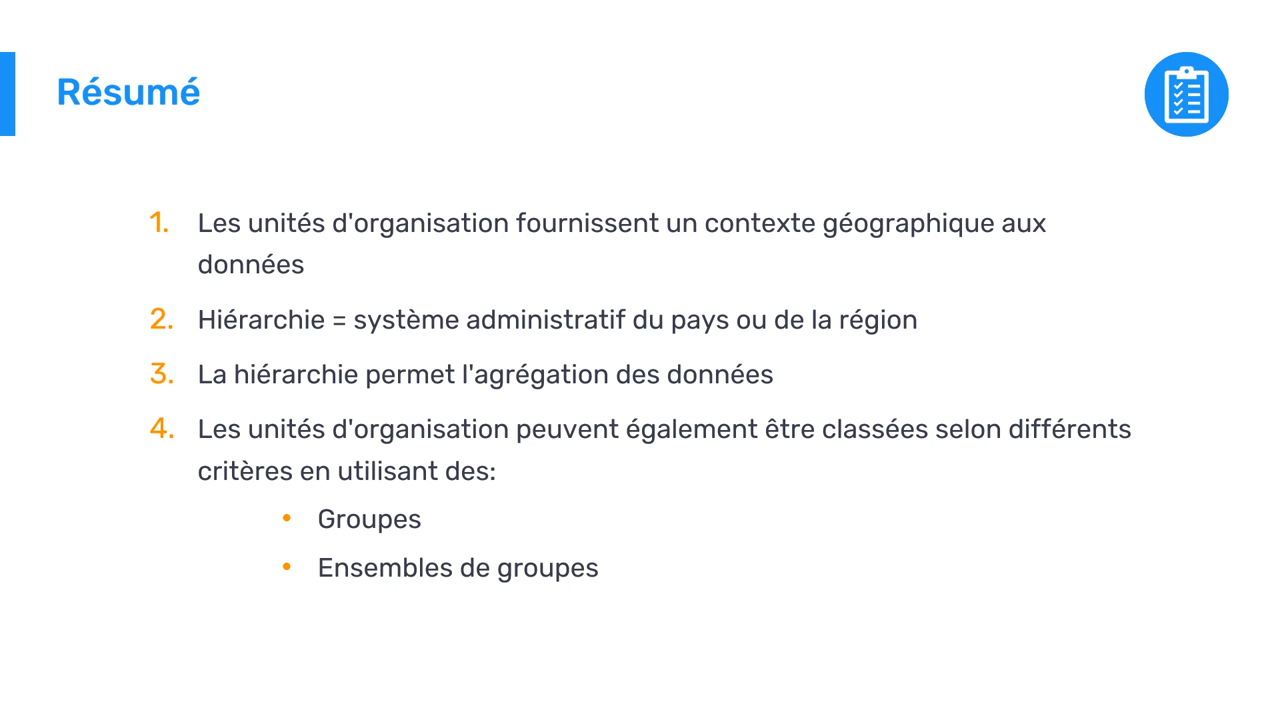 Résumé
1. Les unités d'organisation fournissent un contexte géographique aux
données
2. Hiérarchie = système administratif du pays ou de la région
3. La hiérarchie permet l'agrégation des données
4. Les unités d'organisation peuvent également être classées selon différents
critères en utilisant des:
• Groupes
• Ensembles de groupes